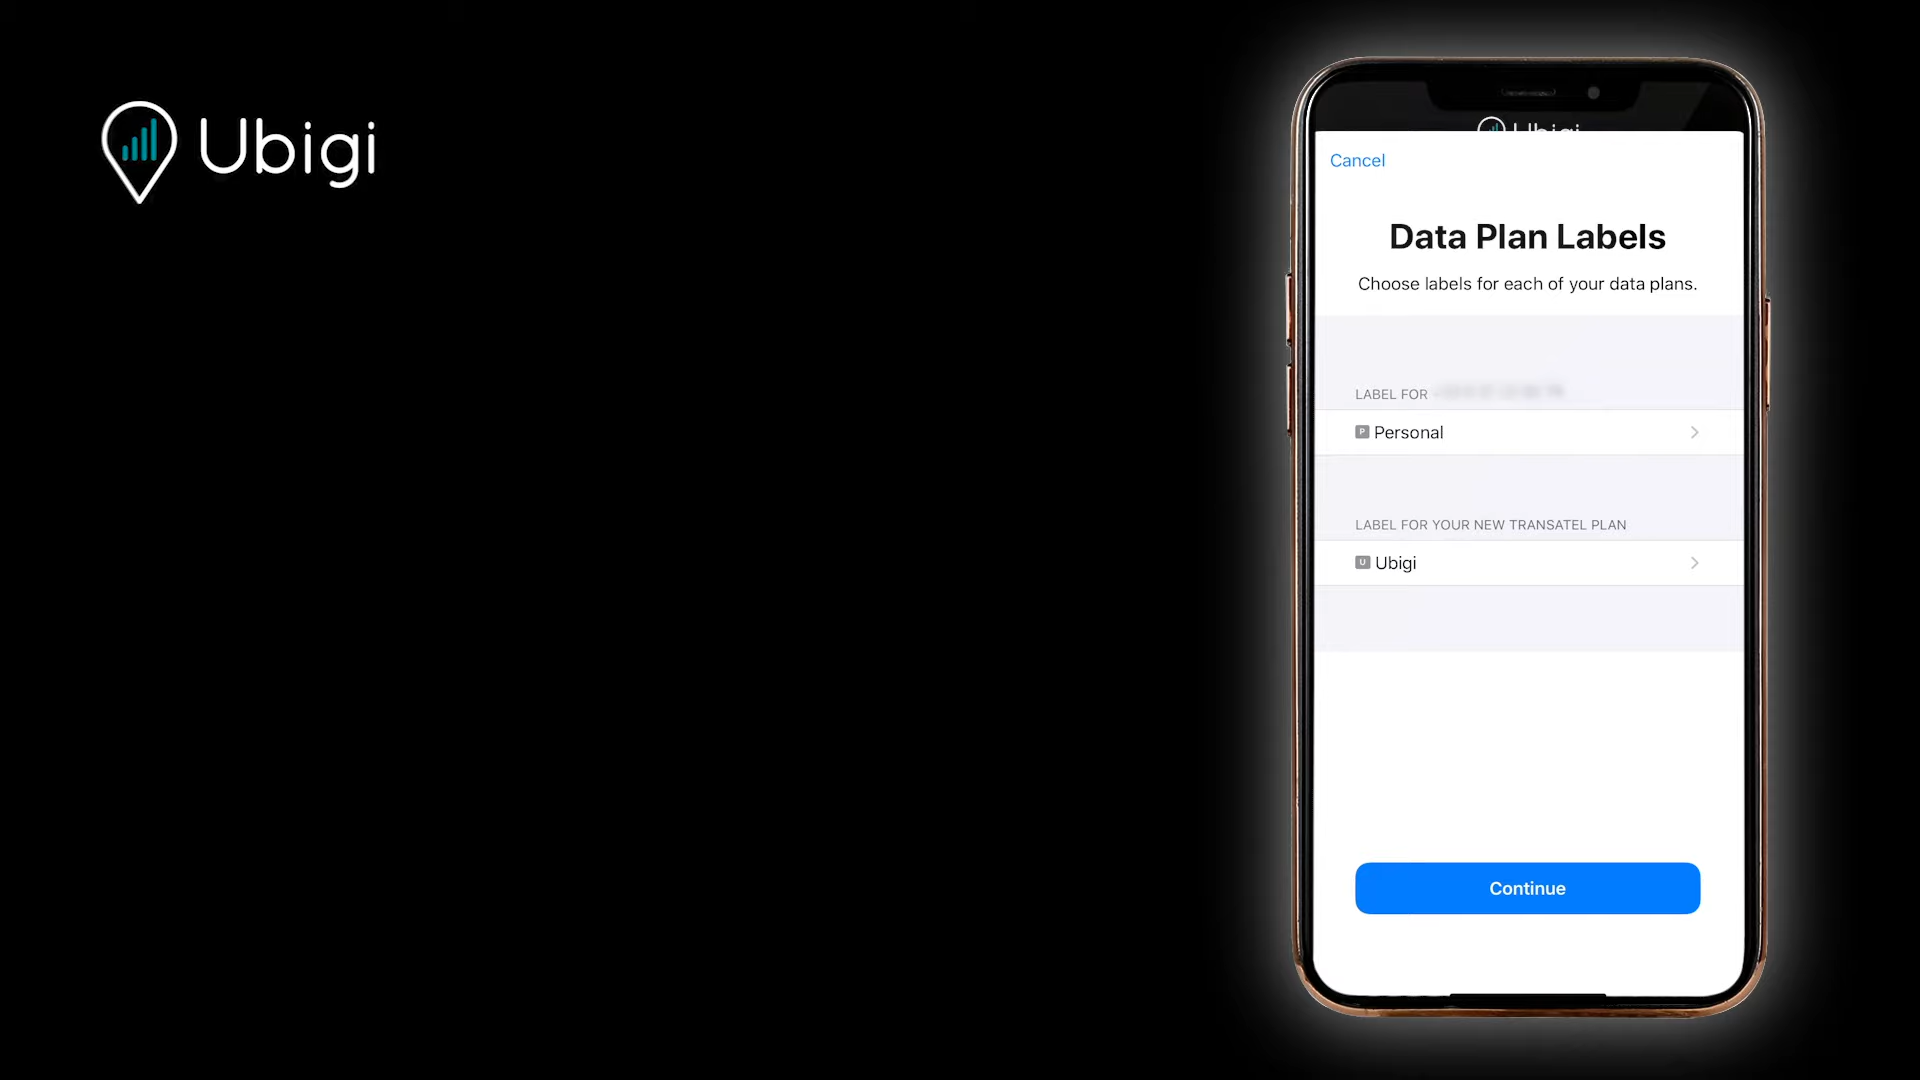 Ubigi
Cancel
Data Plan Labels
Choose labels for each of your data plans.
LABEL FOR
P Personal
LABEL FOR YOUR NEW TRANSATEL PLAN
U Ubigi
Continue